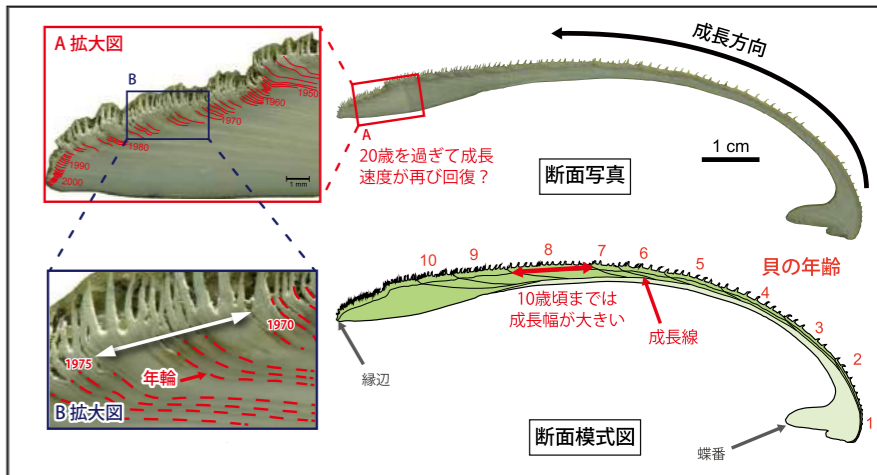 A 拡大図
B
1950
1960
1970
1980
1990
2000
1 mm
成長方向
A
20歳を過ぎて成長
速度が再び回復？
1 cm
断面写真
10
9
8
7
6
5
4
3
2
1
貝の年齢
10歳頃までは
成長幅が大きい
成長線
縁辺
断面模式図
蝶番
1970
1975
年輪
B 拡大図